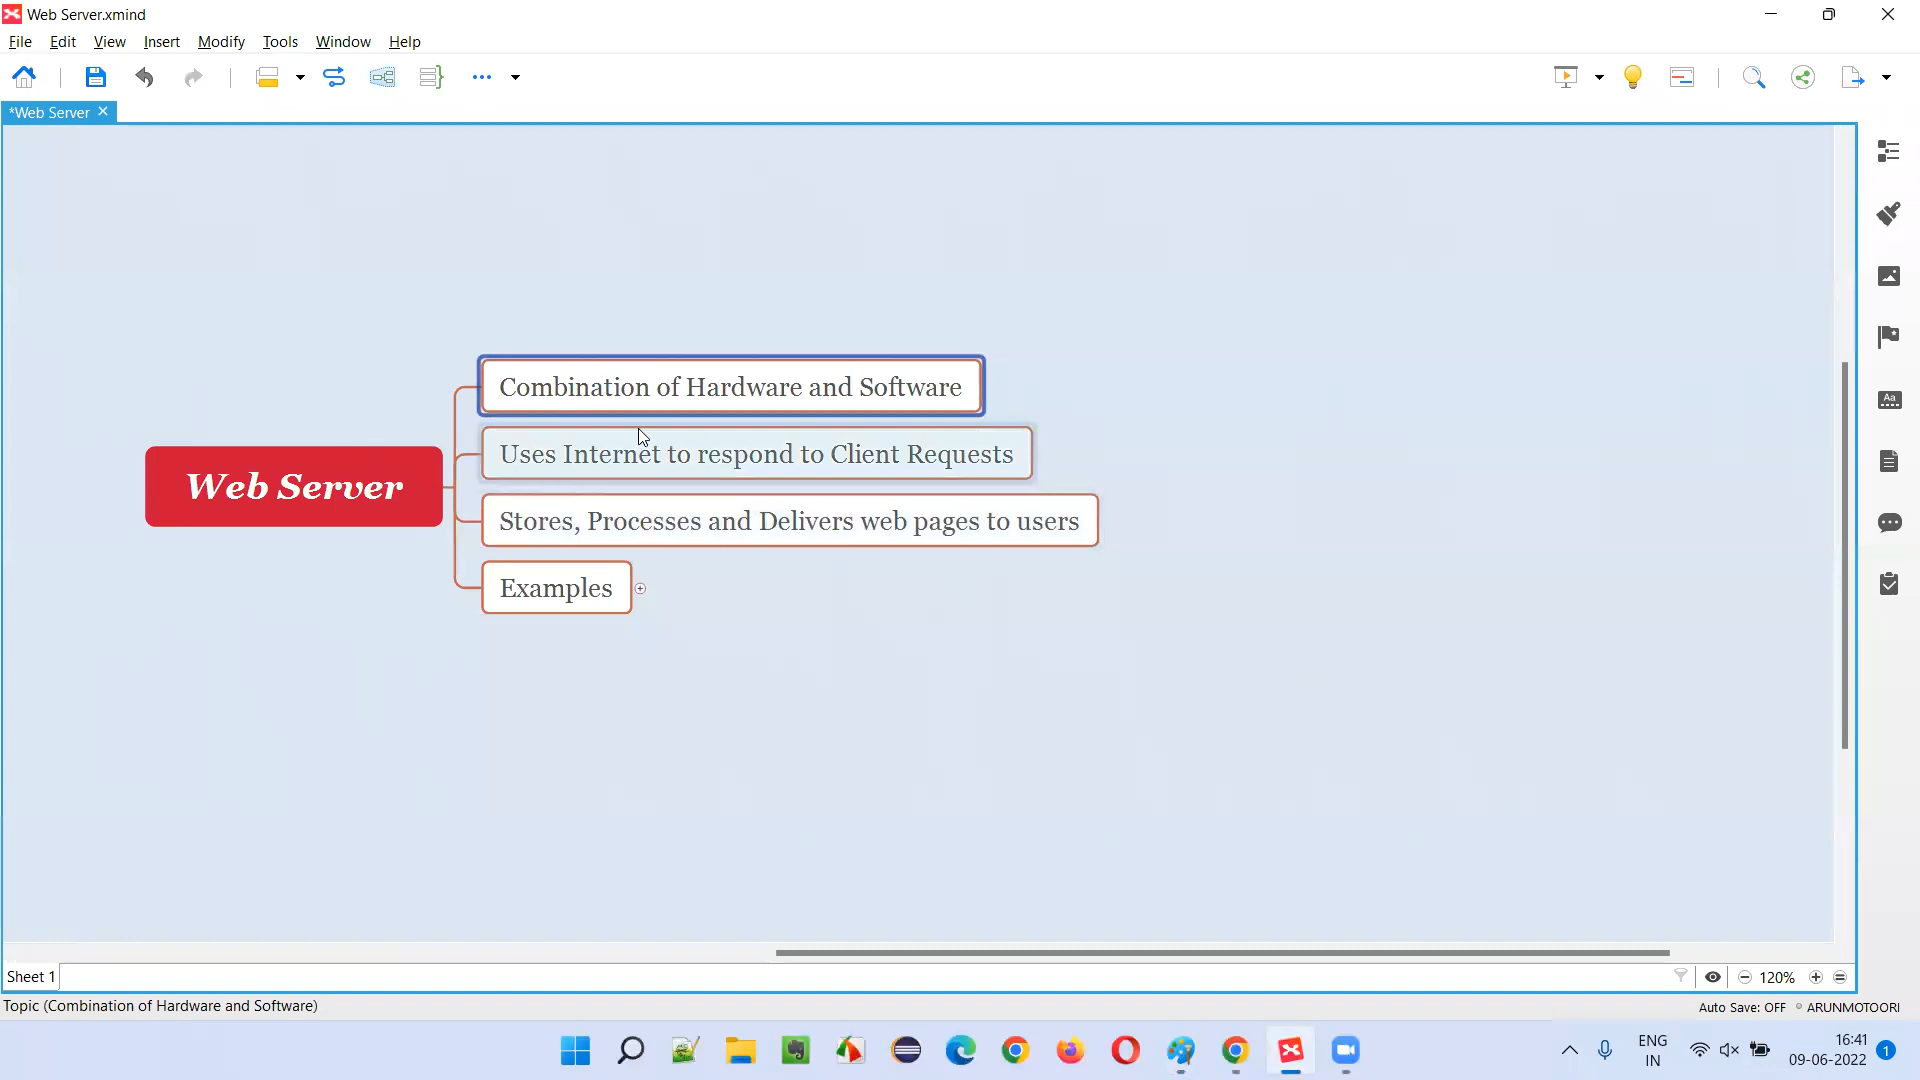 Web Server.xmind
File Edit View Insert Modify Tools Window Help
*Web Server
Combination of Hardware and Software
Uses Internet to respond to Client Requests
Web Server
Stores, Processes and Delivers web pages to users
Examples
Aa
Sheet 1
120%
Topic (Combination of Hardware and Software)
Auto Save: OFF
ARUNMOTOORI
ENG
IN
16:41
09-06-2022
1